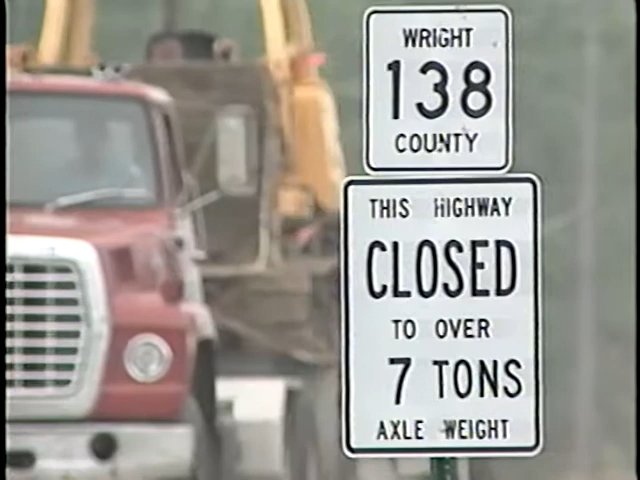 WRIGHT
138
COUNTY
THIS HIGHWAY
CLOSED
TO OVER
7 TONS
AXLE WEIGHT